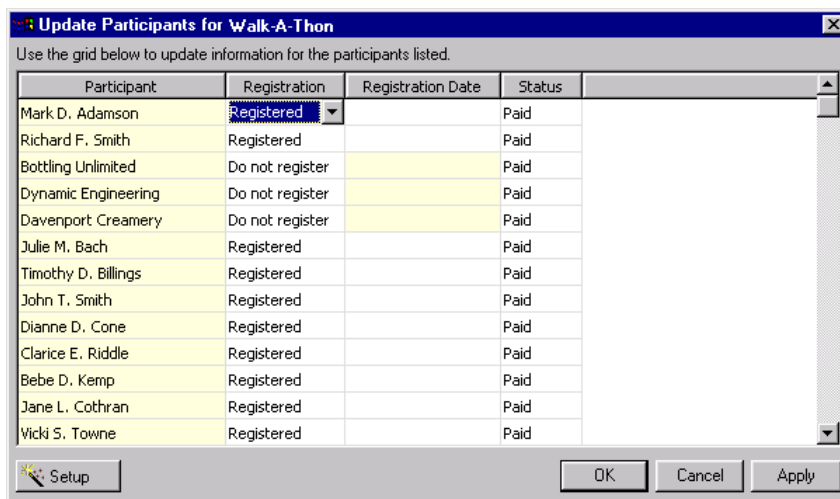 Update Participants for Walk-A-Thon
Use the grid below to update information for the participants listed.
Participant Registration Registration Date Status
Mark D. Adamson Registered Paid
Richard F. Smith Registered Paid
Bottling Unlimited Do not register Paid
Dynamic Engineering Do not register Paid
Davenport Creamery Do not register Paid
Julie M. Bach Registered Paid
Timothy D. Billings Registered Paid
John T. Smith Registered Paid
Dianne D. Cone Registered Paid
Clarice E. Riddle Registered Paid
Bebe D. Kemp Registered Paid
Jane L. Cothran Registered Paid
Vicki S. Towne Registered Paid
Setup OK Cancel Apply